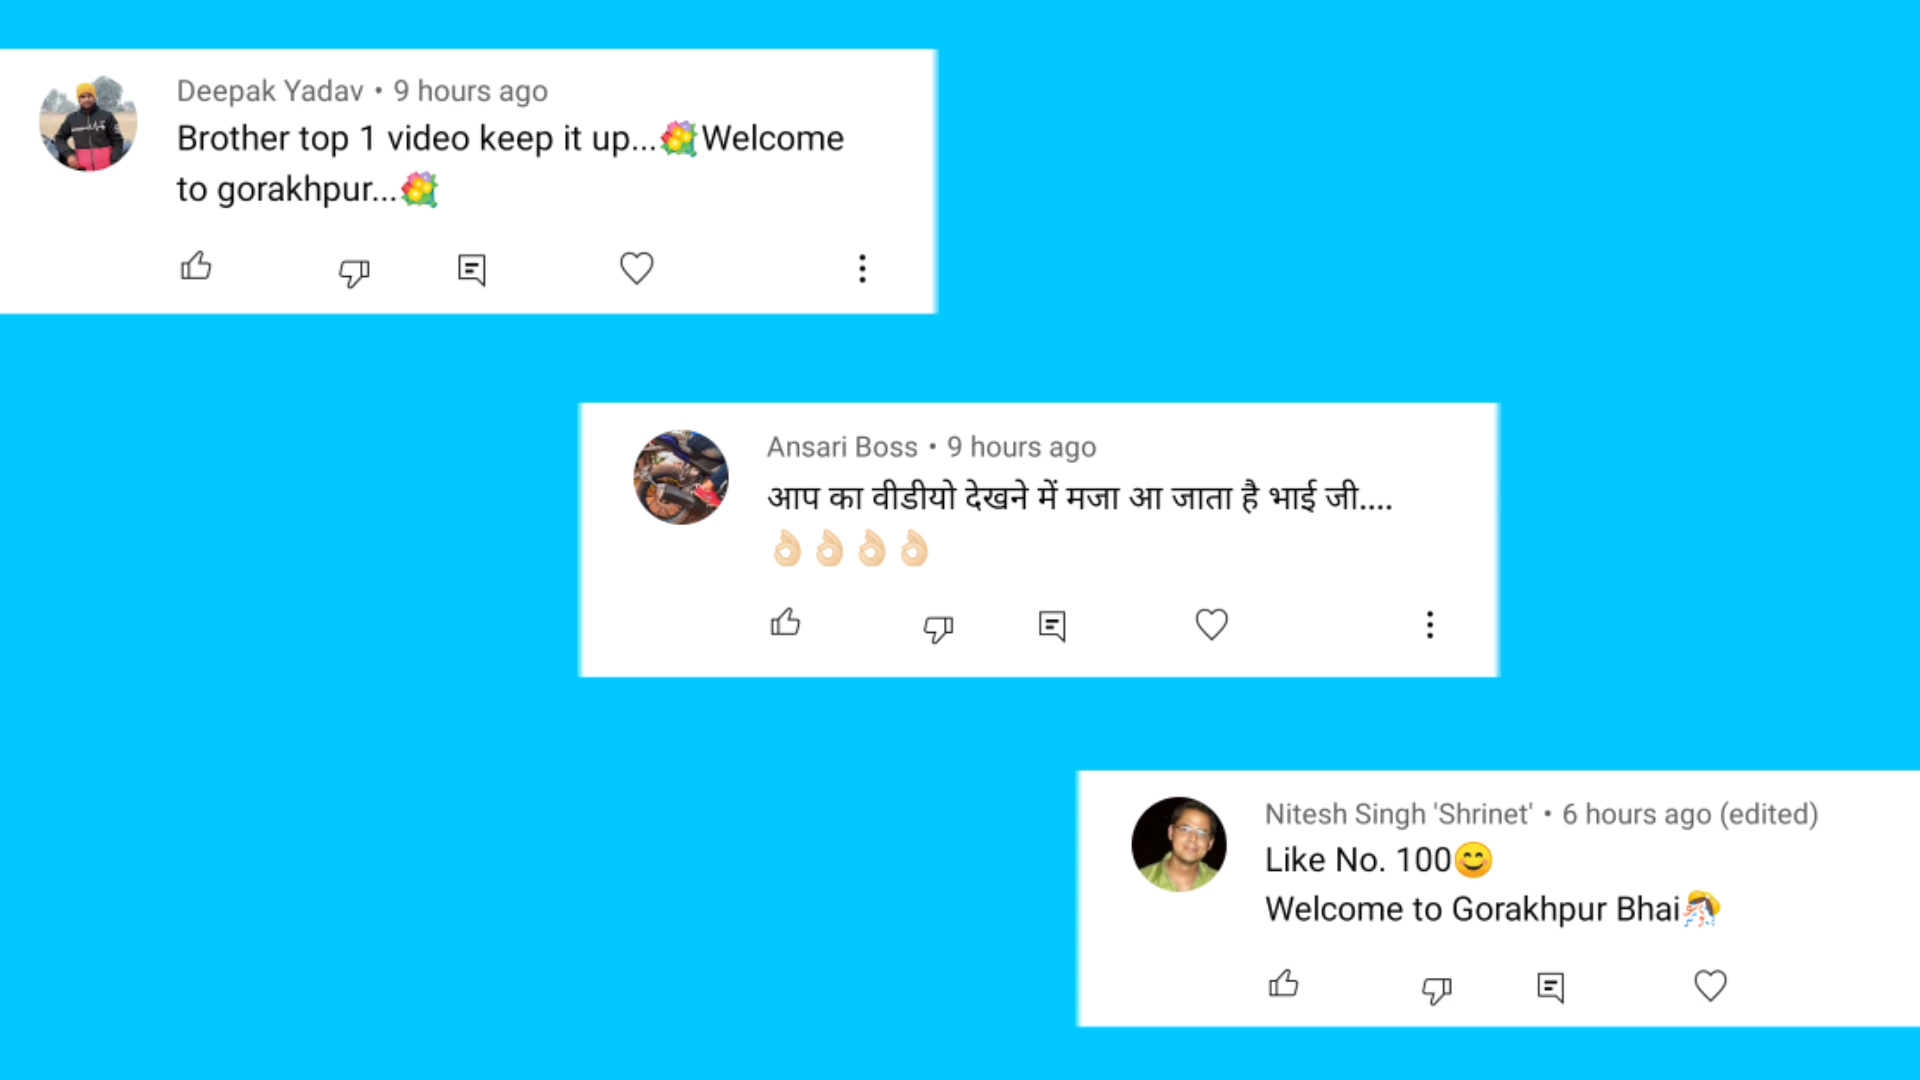 Deepak Yadav • 9 hours ago
Brother top 1 video keep it up...💐Welcome
to gorakhpur...💐
Ansari Boss • 9 hours ago
आप का वीडीयो देखने में मजा आ जाता है भाई जी....
👌🏻👌🏻👌🏻👌🏻
Nitesh Singh 'Shrinet' • 6 hours ago (edited)
Like No. 100😊
Welcome to Gorakhpur Bhai🎊